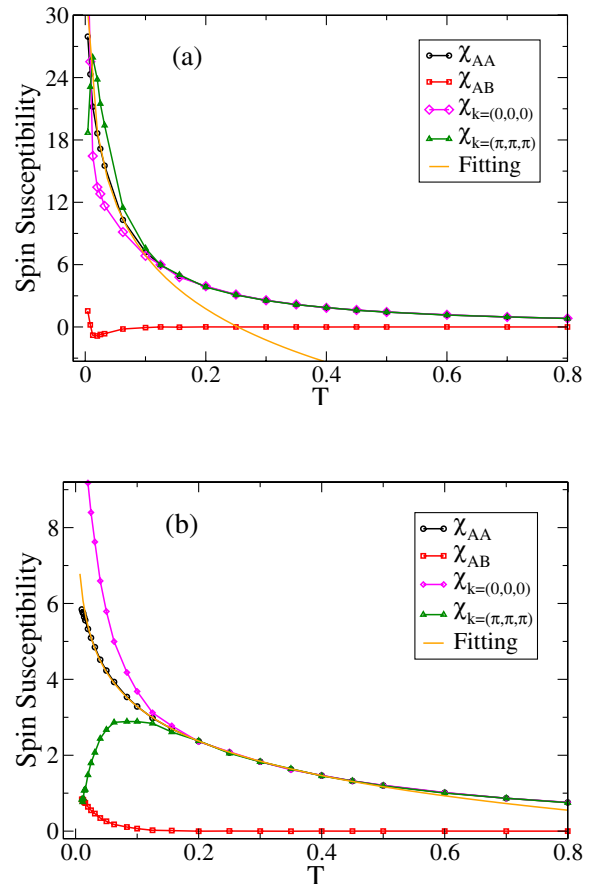 30
24
18
12
6
0
Spin Susceptibility
(a)
χAA
χAB
χk=(0,0,0)
χk=(π,π,π)
Fitting
0 0.2 0.4 0.6 0.8
T
8
6
4
2
0
Spin Susceptibility
(b)
χAA
χAB
χk=(0,0,0)
χk=(π,π,π)
Fitting
0.0 0.2 0.4 0.6 0.8
T